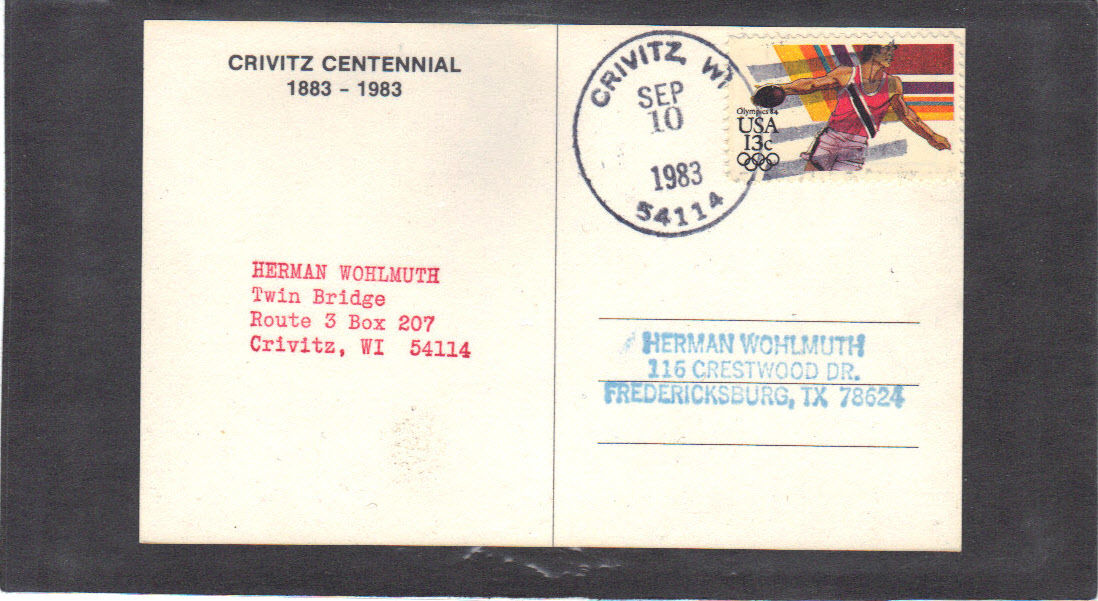 CRIVITZ CENTENNIAL
1883 - 1983
CRIVITZ, WI
SEP
10
1983
54114
Olympics 84
USA
13c
HERMAN WOHLMUTH
Twin Bridge
Route 3 Box 207
Crivitz, WI 54114
HERMAN WOHLMUTH
116 CRESTWOOD DR.
FREDERICKSBURG, TX 78624